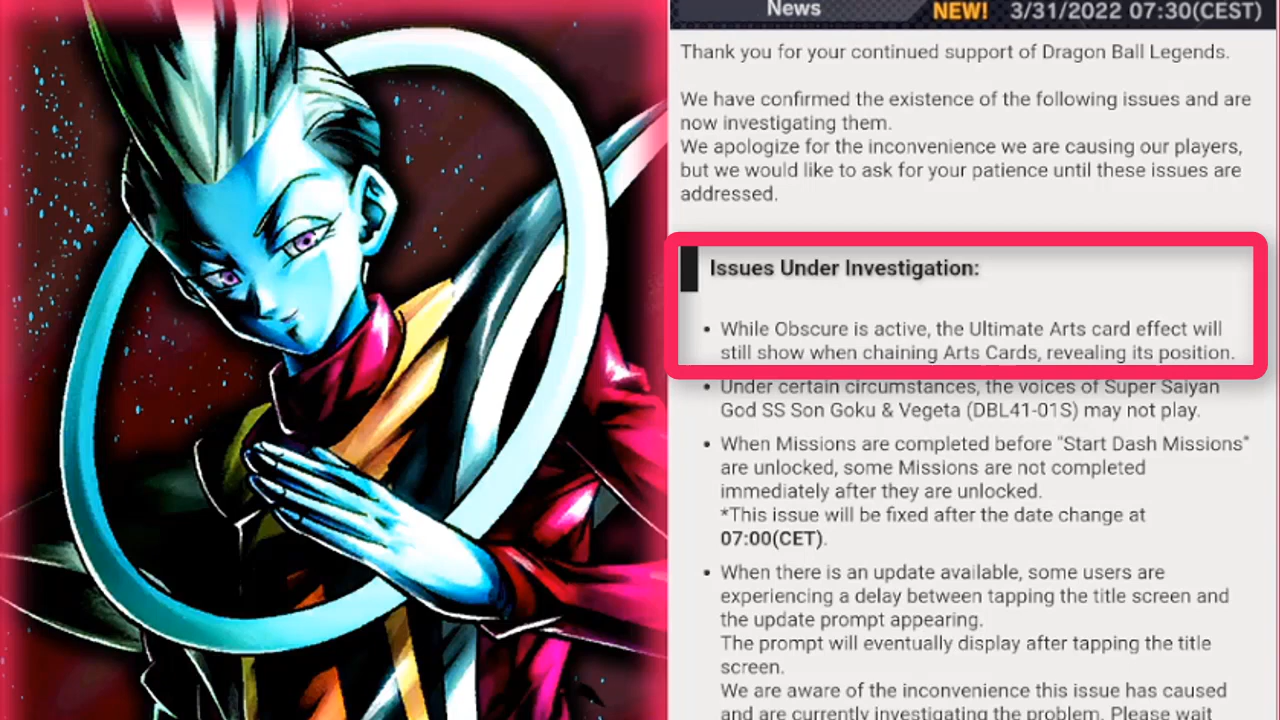 News NEW! 3/31/2022 07:30(CEST)
Thank you for your continued support of Dragon Ball Legends.
We have confirmed the existence of the following issues and are
now investigating them.
We apologize for the inconvenience we are causing our players,
but we would like to ask for your patience until these issues are
addressed.
Issues Under Investigation:
• While Obscure is active, the Ultimate Arts card effect will
still show when chaining Arts Cards, revealing its position.
• Under certain circumstances, the voices of Super Saiyan
God SS Son Goku & Vegeta (DBL41-01S) may not play.
• When Missions are completed before "Start Dash Missions"
are unlocked, some Missions are not completed
immediately after they are unlocked.
*This issue will be fixed after the date change at
07:00(CET).
• When there is an update available, some users are
experiencing a delay between tapping the title screen and
the update prompt appearing.
The prompt will eventually display after tapping the title
screen.
We are aware of the inconvenience this issue has caused
and are currently investigating the problem. Please wait